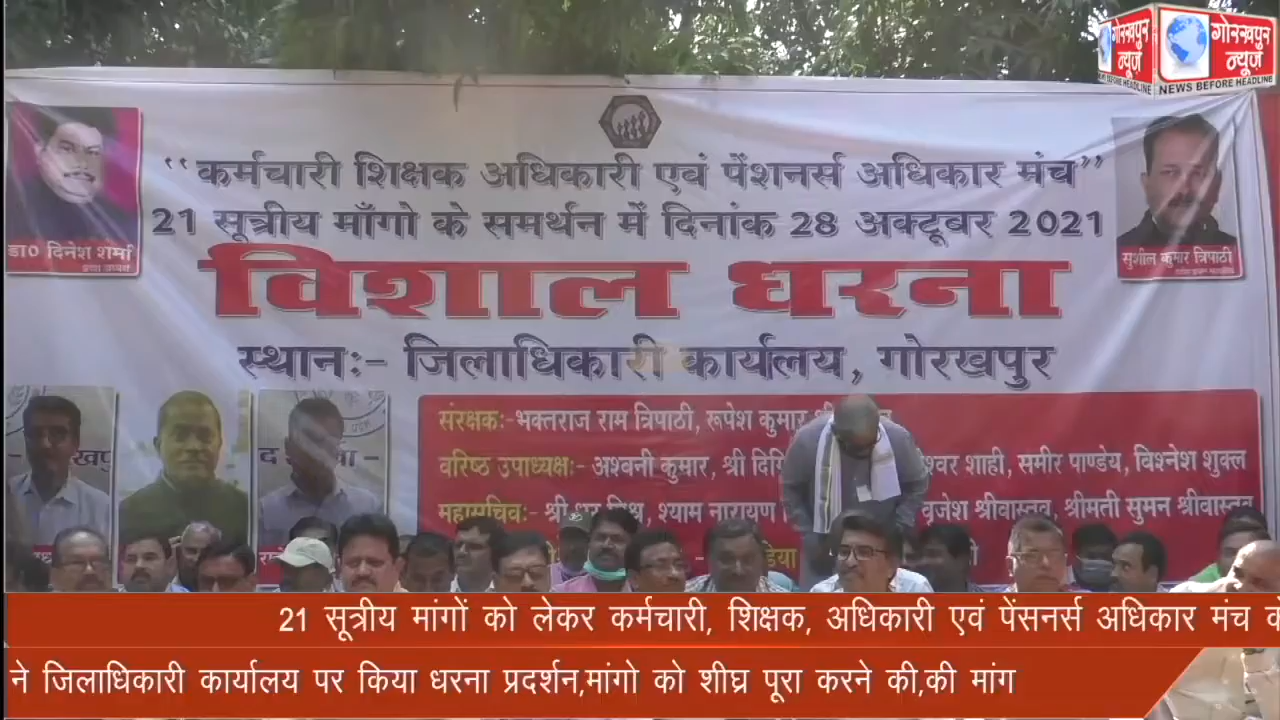 गोरखपुर न्यूज
गोरखपुर न्यूज
NEWS BEFORE HEADLINE
"कर्मचारी शिक्षक अधिकारी एवं पेंशनर्स अधिकार मंच"
21 सूत्रीय माँगो के समर्थन में दिनांक 28 अक्टूबर 2021
डा0 दिनेश शर्मा
सुशील कुमार त्रिपाठी
विशाल धरना
स्थानः- जिलाधिकारी कार्यलय, गोरखपुर
संरक्षकः-भक्तराज राम त्रिपाठी, रूपेश कुमार
वरिष्ठ उपाध्यक्षः- अश्वनी कुमार, श्री शाही, समीर पाण्डेय, विश्नेश शुक्ल
महासचिवः- श्याम नारायण वृजेश श्रीवास्तव, श्रीमती सुमन श्रीवास्तव
21 सूत्रीय मांगों को लेकर कर्मचारी, शिक्षक, अधिकारी एवं पेंसनर्स अधिकार मंच
ने जिलाधिकारी कार्यालय पर किया धरना प्रदर्शन,मांगो को शीघ्र पूरा करने की,की मांग